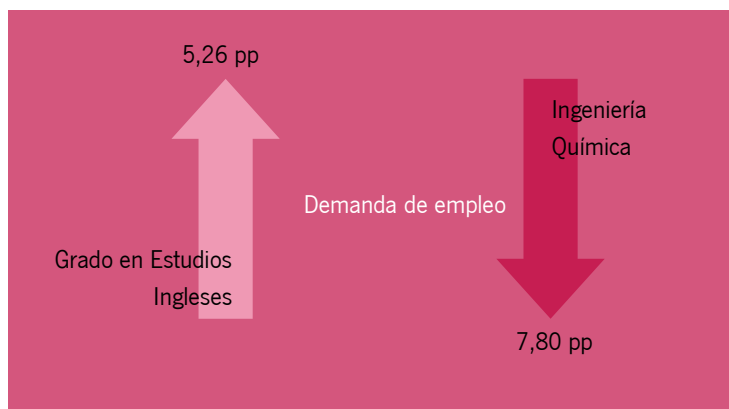 5,26 pp
Grado en Estudios
Ingleses
Demanda de empleo
Ingeniería
Química
7,80 pp